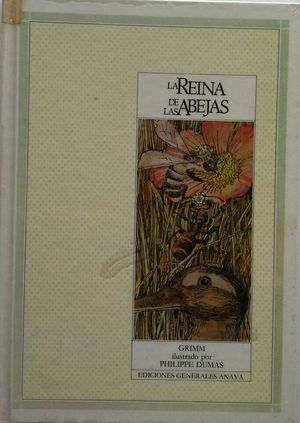 LA REINA
DE
LAS ABEJAS
GRIMM
ilustrado por
PHILIPPE DUMAS
EDICIONES GENERALES ANAYA